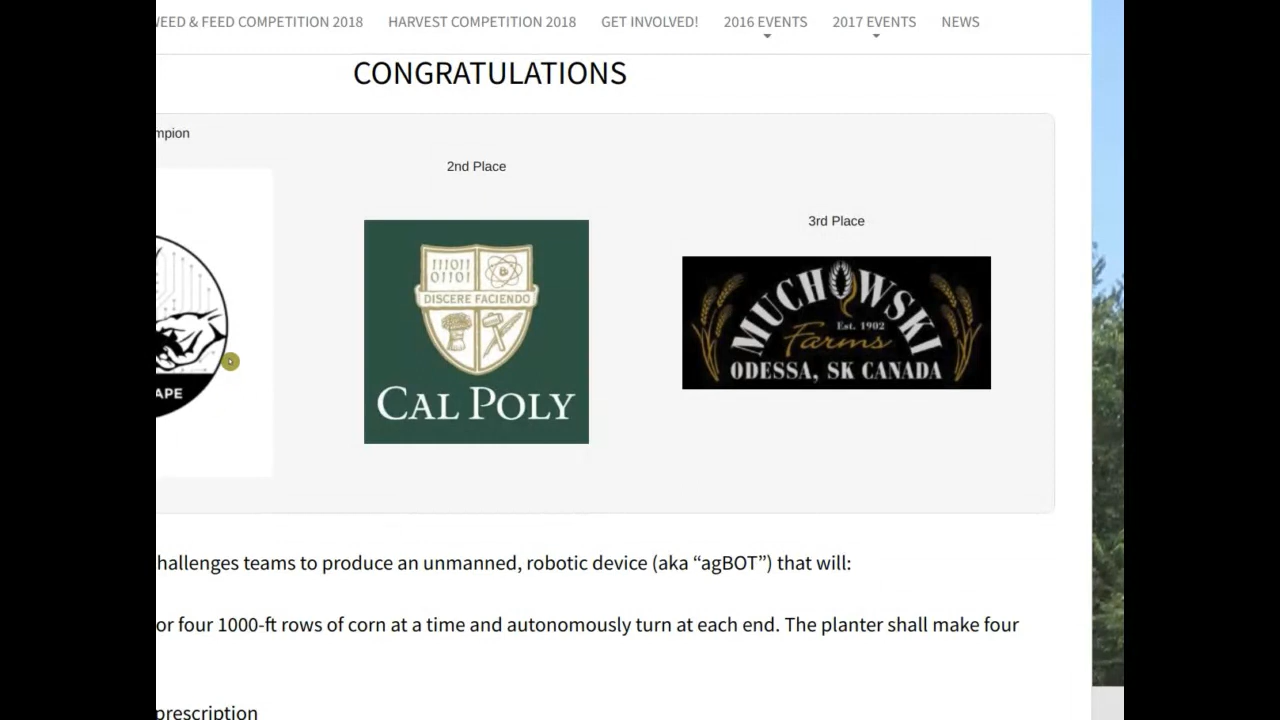 EED & FEED COMPETITION 2018 HARVEST COMPETITION 2018 GET INVOLVED! 2016 EVENTS 2017 EVENTS NEWS
CONGRATULATIONS
mpion
2nd Place
3rd Place
APE
11101
01101
DISCERE FACIENDO
CAL POLY
MUCHOWSKI
Est. 1902
Farms
ODESSA, SK CANADA
hallenges teams to produce an unmanned, robotic device (aka “agBOT”) that will:
or four 1000-ft rows of corn at a time and autonomously turn at each end. The planter shall make four
prescription